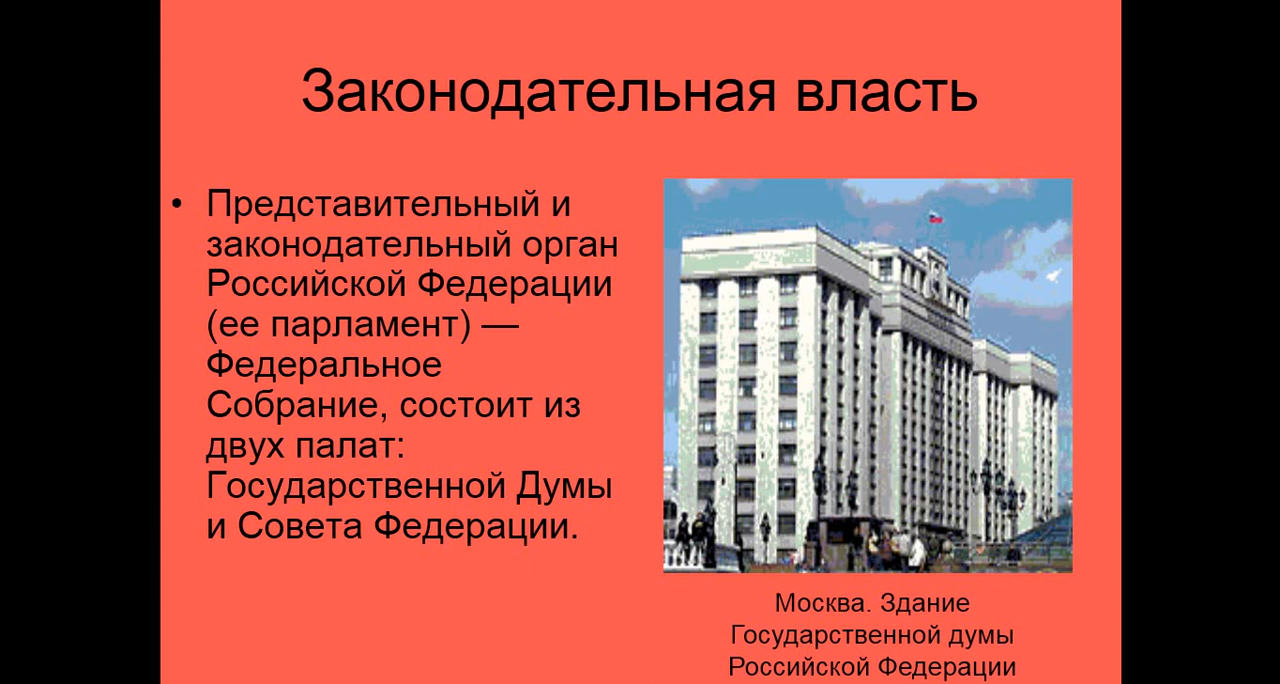 Законодательная власть
• Представительный и
законодательный орган
Российской Федерации
(ее парламент) —
Федеральное
Собрание, состоит из
двух палат:
Государственной Думы
и Совета Федерации.
Москва. Здание
Государственной думы
Российской Федерации